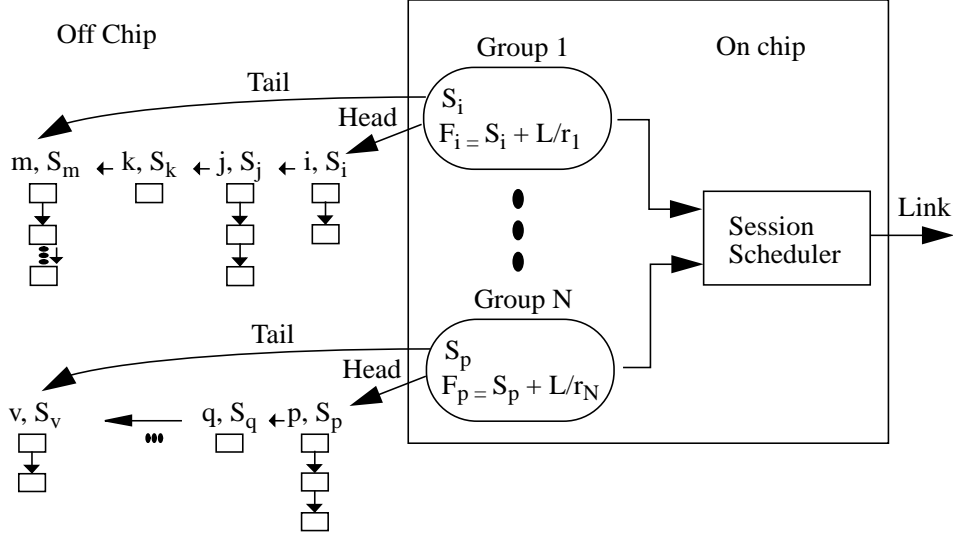 Off Chip
On chip
Group 1
Tail
S_i
Head
F_i = S_i + L/r_1
m, S_m
k, S_k
j, S_j
i, S_i
Session
Scheduler
Link
Group N
Tail
S_p
Head
F_p = S_p + L/r_N
v, S_v
q, S_q
p, S_p